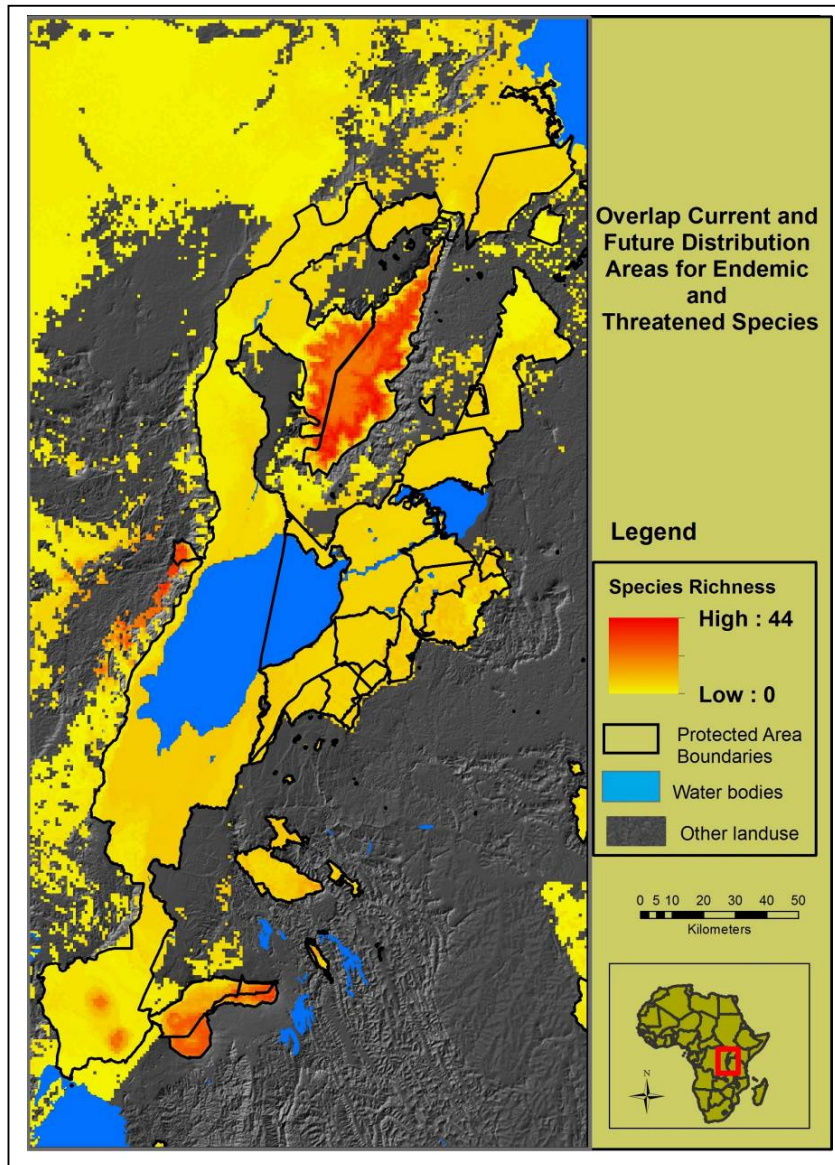 Overlap Current and
Future Distribution
Areas for Endemic
and
Threatened Species
Legend
Species Richness
High : 44
Low : 0
Protected Area
Boundaries
Water bodies
Other landuse
0 5 10 20 30 40 50
Kilometers
N